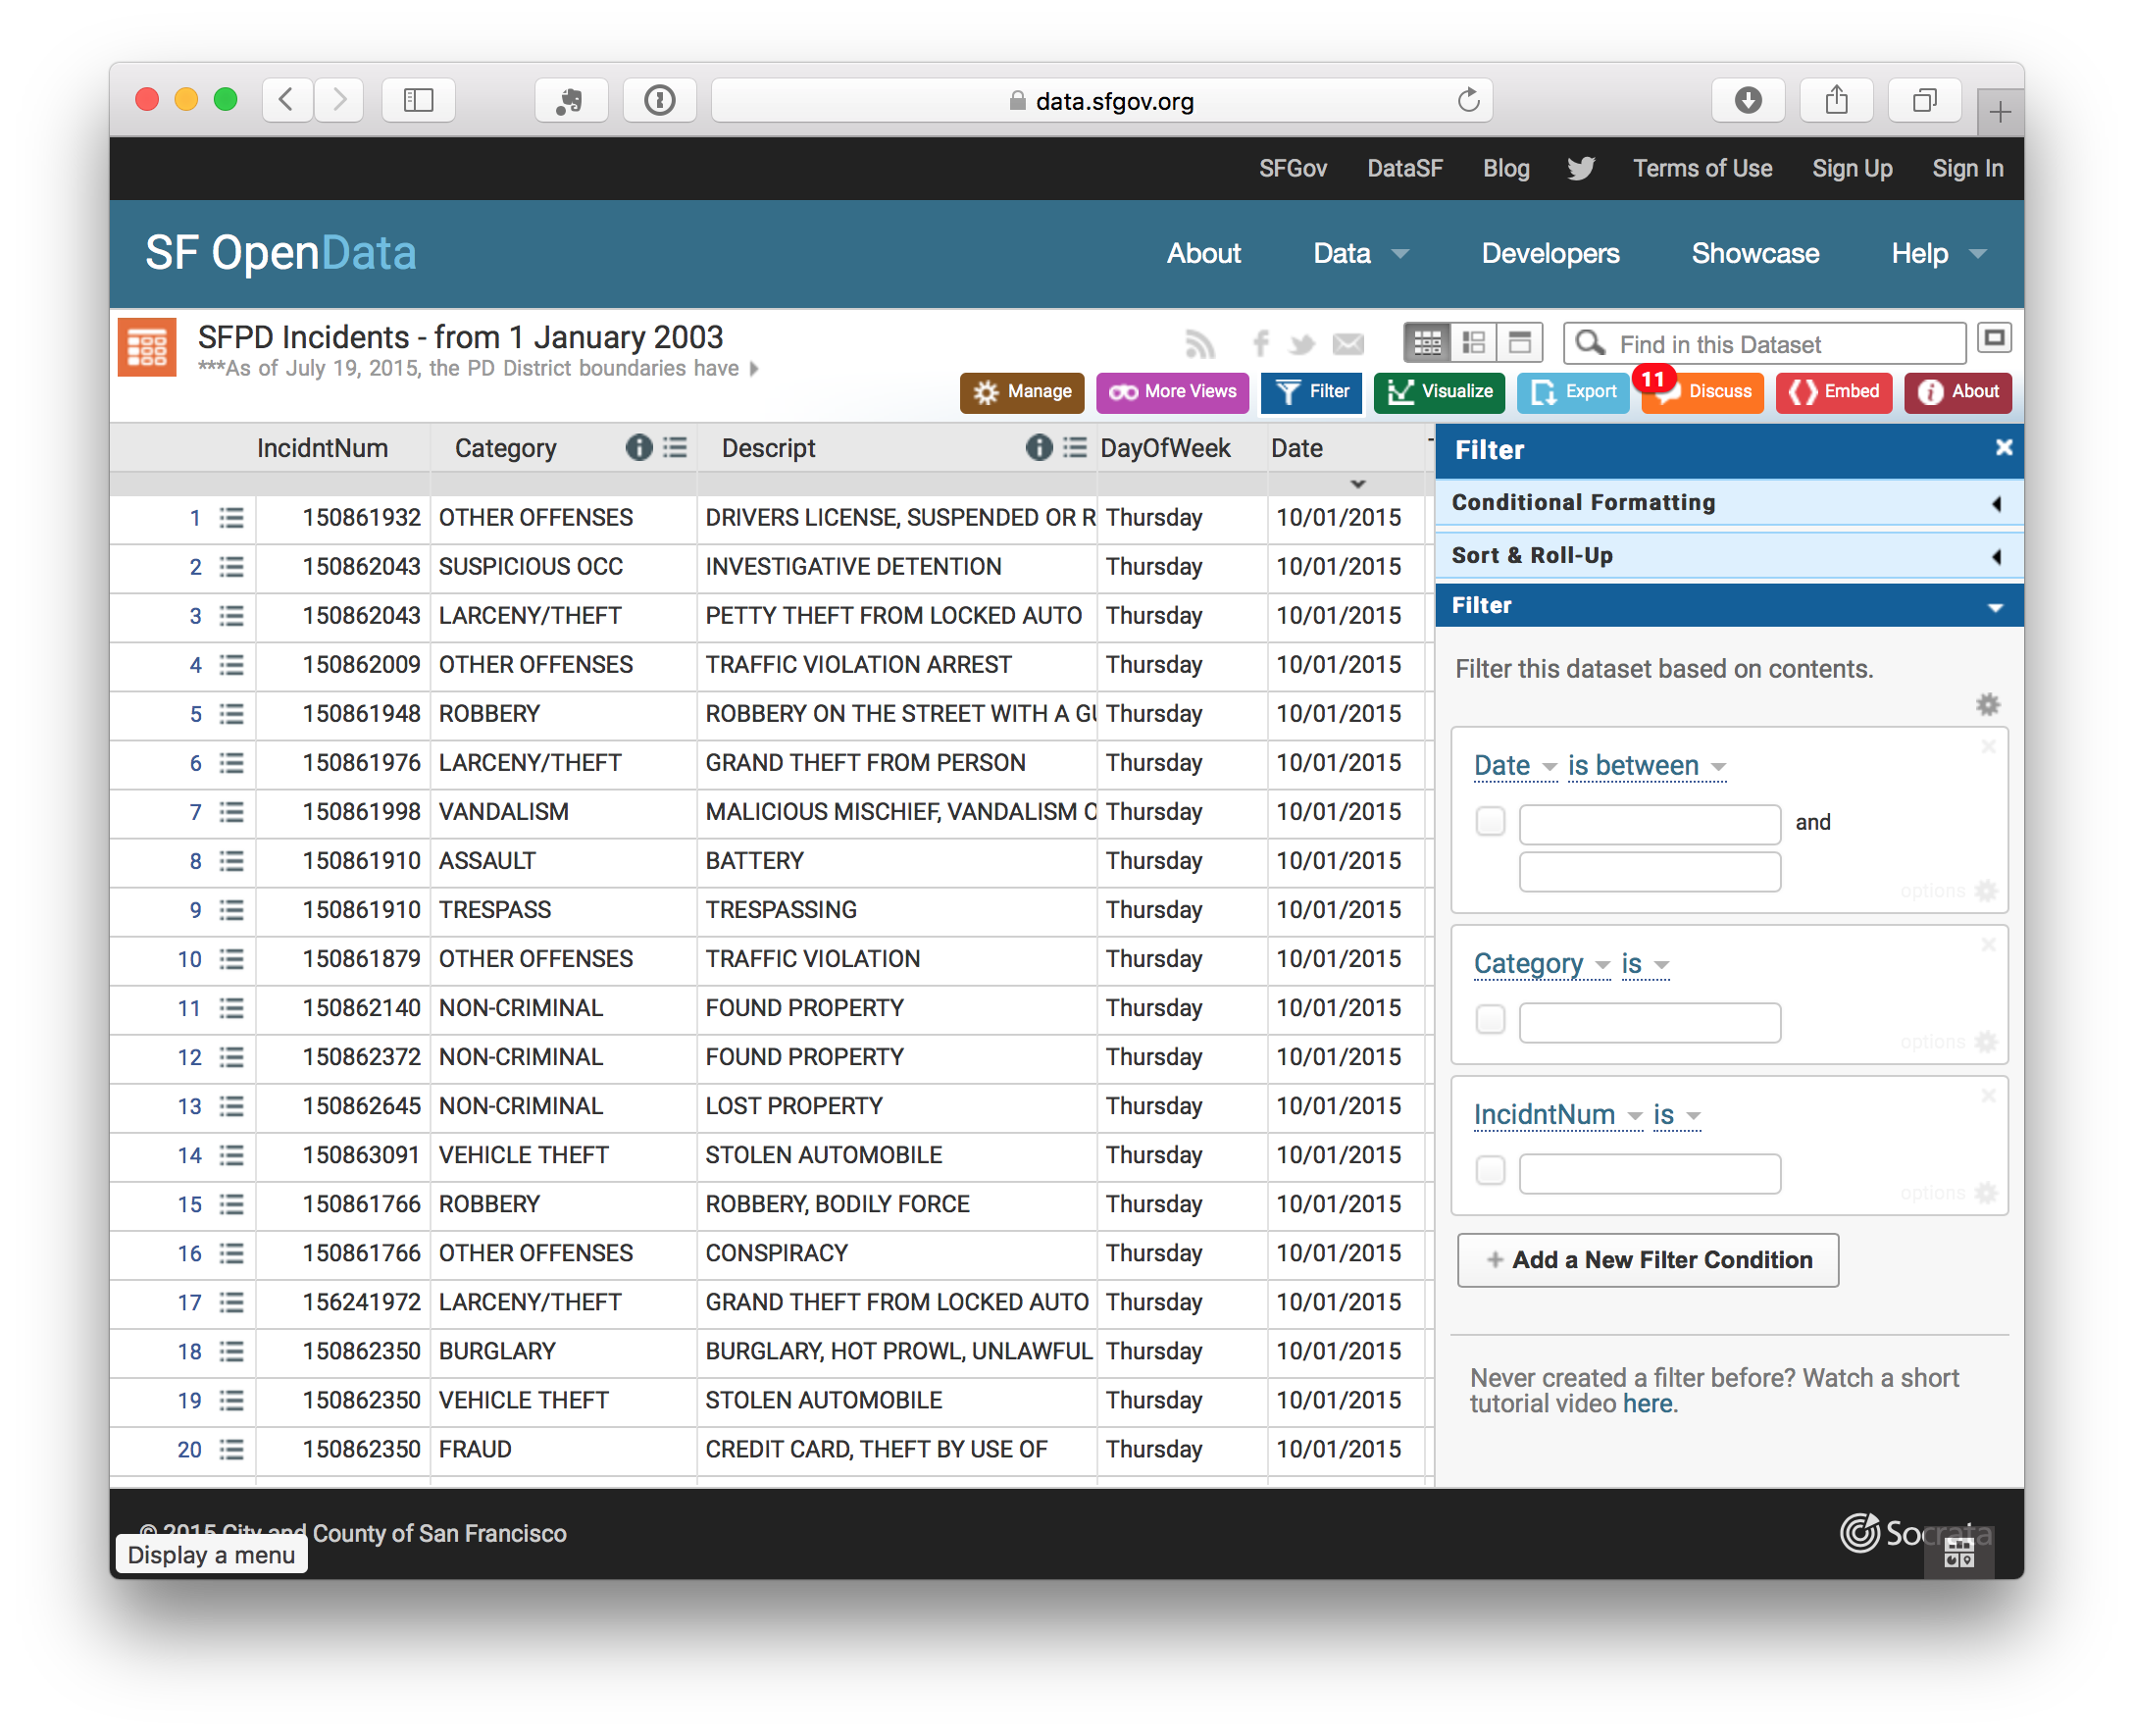 data.sfgov.org
SFGov DataSF Blog Terms of Use Sign Up Sign In
SF OpenData About Data Developers Showcase Help
SFPD Incidents - from 1 January 2003 Find in this Dataset
***As of July 19, 2015, the PD District boundaries have
Manage More Views Filter Visualize Export 11 Discuss Embed About
IncidntNum Category Descript DayOfWeek Date
1 150861932 OTHER OFFENSES DRIVERS LICENSE, SUSPENDED OR R Thursday 10/01/2015
2 150862043 SUSPICIOUS OCC INVESTIGATIVE DETENTION Thursday 10/01/2015
3 150862043 LARCENY/THEFT PETTY THEFT FROM LOCKED AUTO Thursday 10/01/2015
4 150862009 OTHER OFFENSES TRAFFIC VIOLATION ARREST Thursday 10/01/2015
5 150861948 ROBBERY ROBBERY ON THE STREET WITH A GU Thursday 10/01/2015
6 150861976 LARCENY/THEFT GRAND THEFT FROM PERSON Thursday 10/01/2015
7 150861998 VANDALISM MALICIOUS MISCHIEF, VANDALISM O Thursday 10/01/2015
8 150861910 ASSAULT BATTERY Thursday 10/01/2015
9 150861910 TRESPASS TRESPASSING Thursday 10/01/2015
10 150861879 OTHER OFFENSES TRAFFIC VIOLATION Thursday 10/01/2015
11 150862140 NON-CRIMINAL FOUND PROPERTY Thursday 10/01/2015
12 150862372 NON-CRIMINAL FOUND PROPERTY Thursday 10/01/2015
13 150862645 NON-CRIMINAL LOST PROPERTY Thursday 10/01/2015
14 150863091 VEHICLE THEFT STOLEN AUTOMOBILE Thursday 10/01/2015
15 150861766 ROBBERY ROBBERY, BODILY FORCE Thursday 10/01/2015
16 150861766 OTHER OFFENSES CONSPIRACY Thursday 10/01/2015
17 156241972 LARCENY/THEFT GRAND THEFT FROM LOCKED AUTO Thursday 10/01/2015
18 150862350 BURGLARY BURGLARY, HOT PROWL, UNLAWFUL Thursday 10/01/2015
19 150862350 VEHICLE THEFT STOLEN AUTOMOBILE Thursday 10/01/2015
20 150862350 FRAUD CREDIT CARD, THEFT BY USE OF Thursday 10/01/2015
Filter
Conditional Formatting
Sort & Roll-Up
Filter
Filter this dataset based on contents.
Date is between
and
options
Category is
options
IncidntNum is
options
+ Add a New Filter Condition
Never created a filter before? Watch a short
tutorial video here.
© 2015 City and County of San Francisco
Socrata
Display a menu